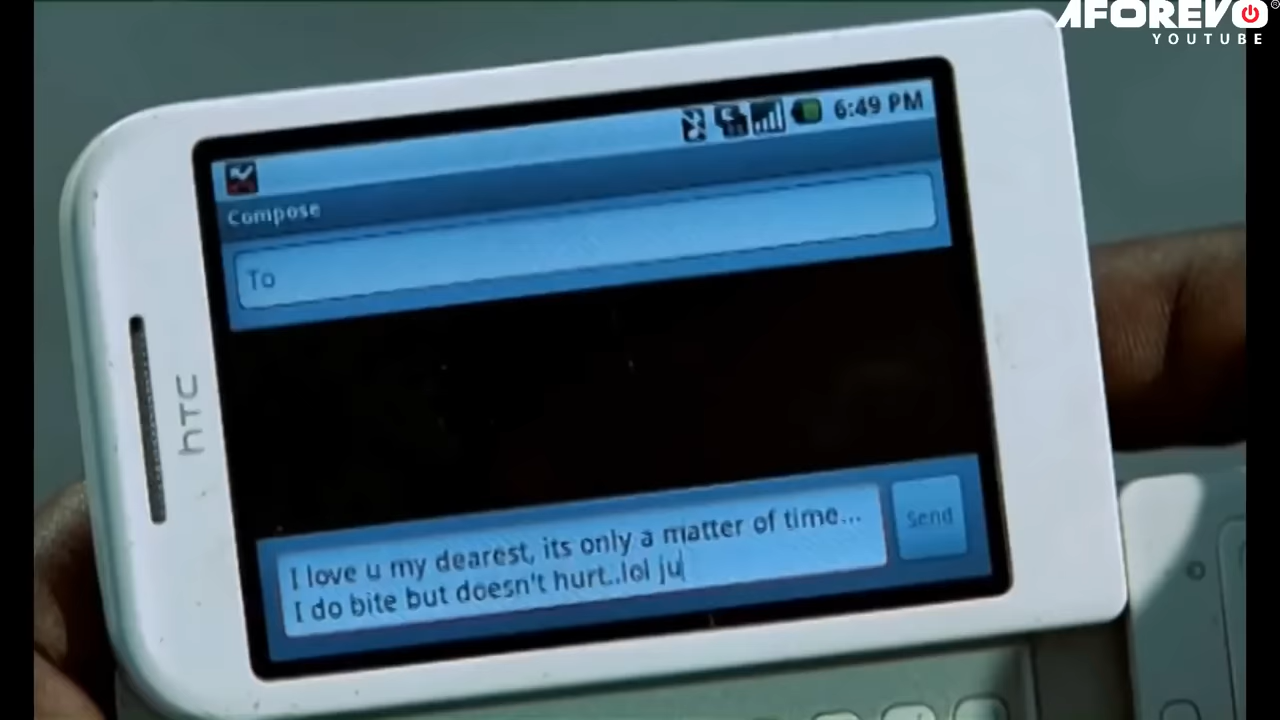 AFOREVO
YOUTUBE
6:49 PM
Compose
To
hTC
I love u my dearest, its only a matter of time...
I do bite but doesn't hurt..lol ju
Send